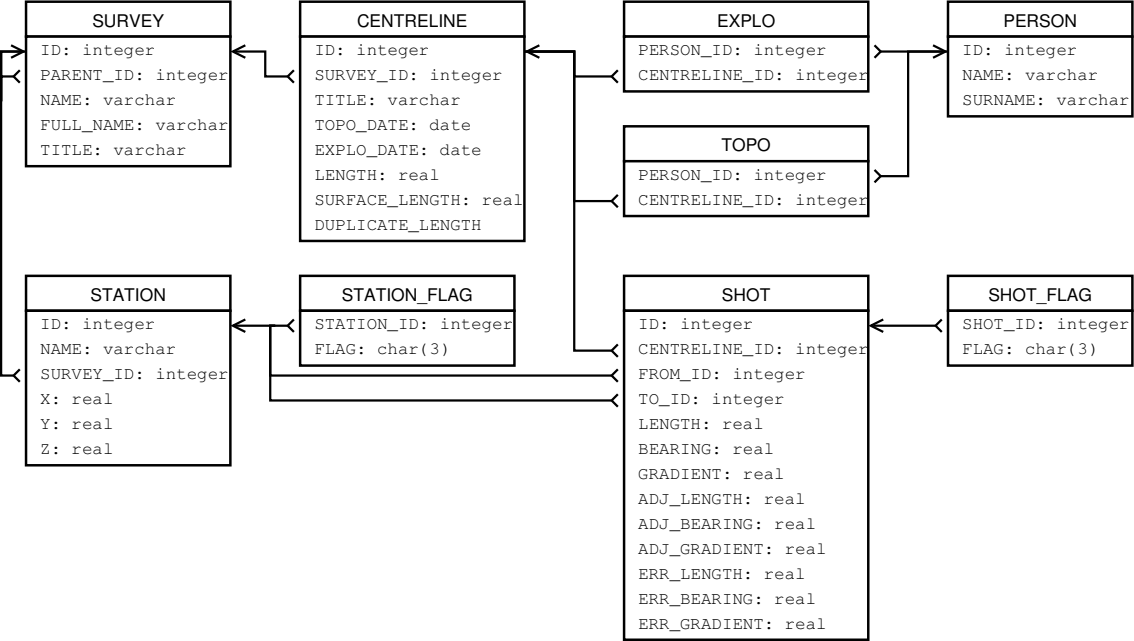 SURVEY
ID: integer
PARENT_ID: integer
NAME: varchar
FULL_NAME: varchar
TITLE: varchar
CENTRELINE
ID: integer
SURVEY_ID: integer
TITLE: varchar
TOPO_DATE: date
EXPLO_DATE: date
LENGTH: real
SURFACE_LENGTH: real
DUPLICATE_LENGTH
EXPLO
PERSON_ID: integer
CENTRELINE_ID: integer
PERSON
ID: integer
NAME: varchar
SURNAME: varchar
TOPO
PERSON_ID: integer
CENTRELINE_ID: integer
STATION
ID: integer
NAME: varchar
SURVEY_ID: integer
X: real
Y: real
Z: real
STATION_FLAG
STATION_ID: integer
FLAG: char(3)
SHOT
ID: integer
CENTRELINE_ID: integer
FROM_ID: integer
TO_ID: integer
LENGTH: real
BEARING: real
GRADIENT: real
ADJ_LENGTH: real
ADJ_BEARING: real
ADJ_GRADIENT: real
ERR_LENGTH: real
ERR_BEARING: real
ERR_GRADIENT: real
SHOT_FLAG
SHOT_ID: integer
FLAG: char(3)